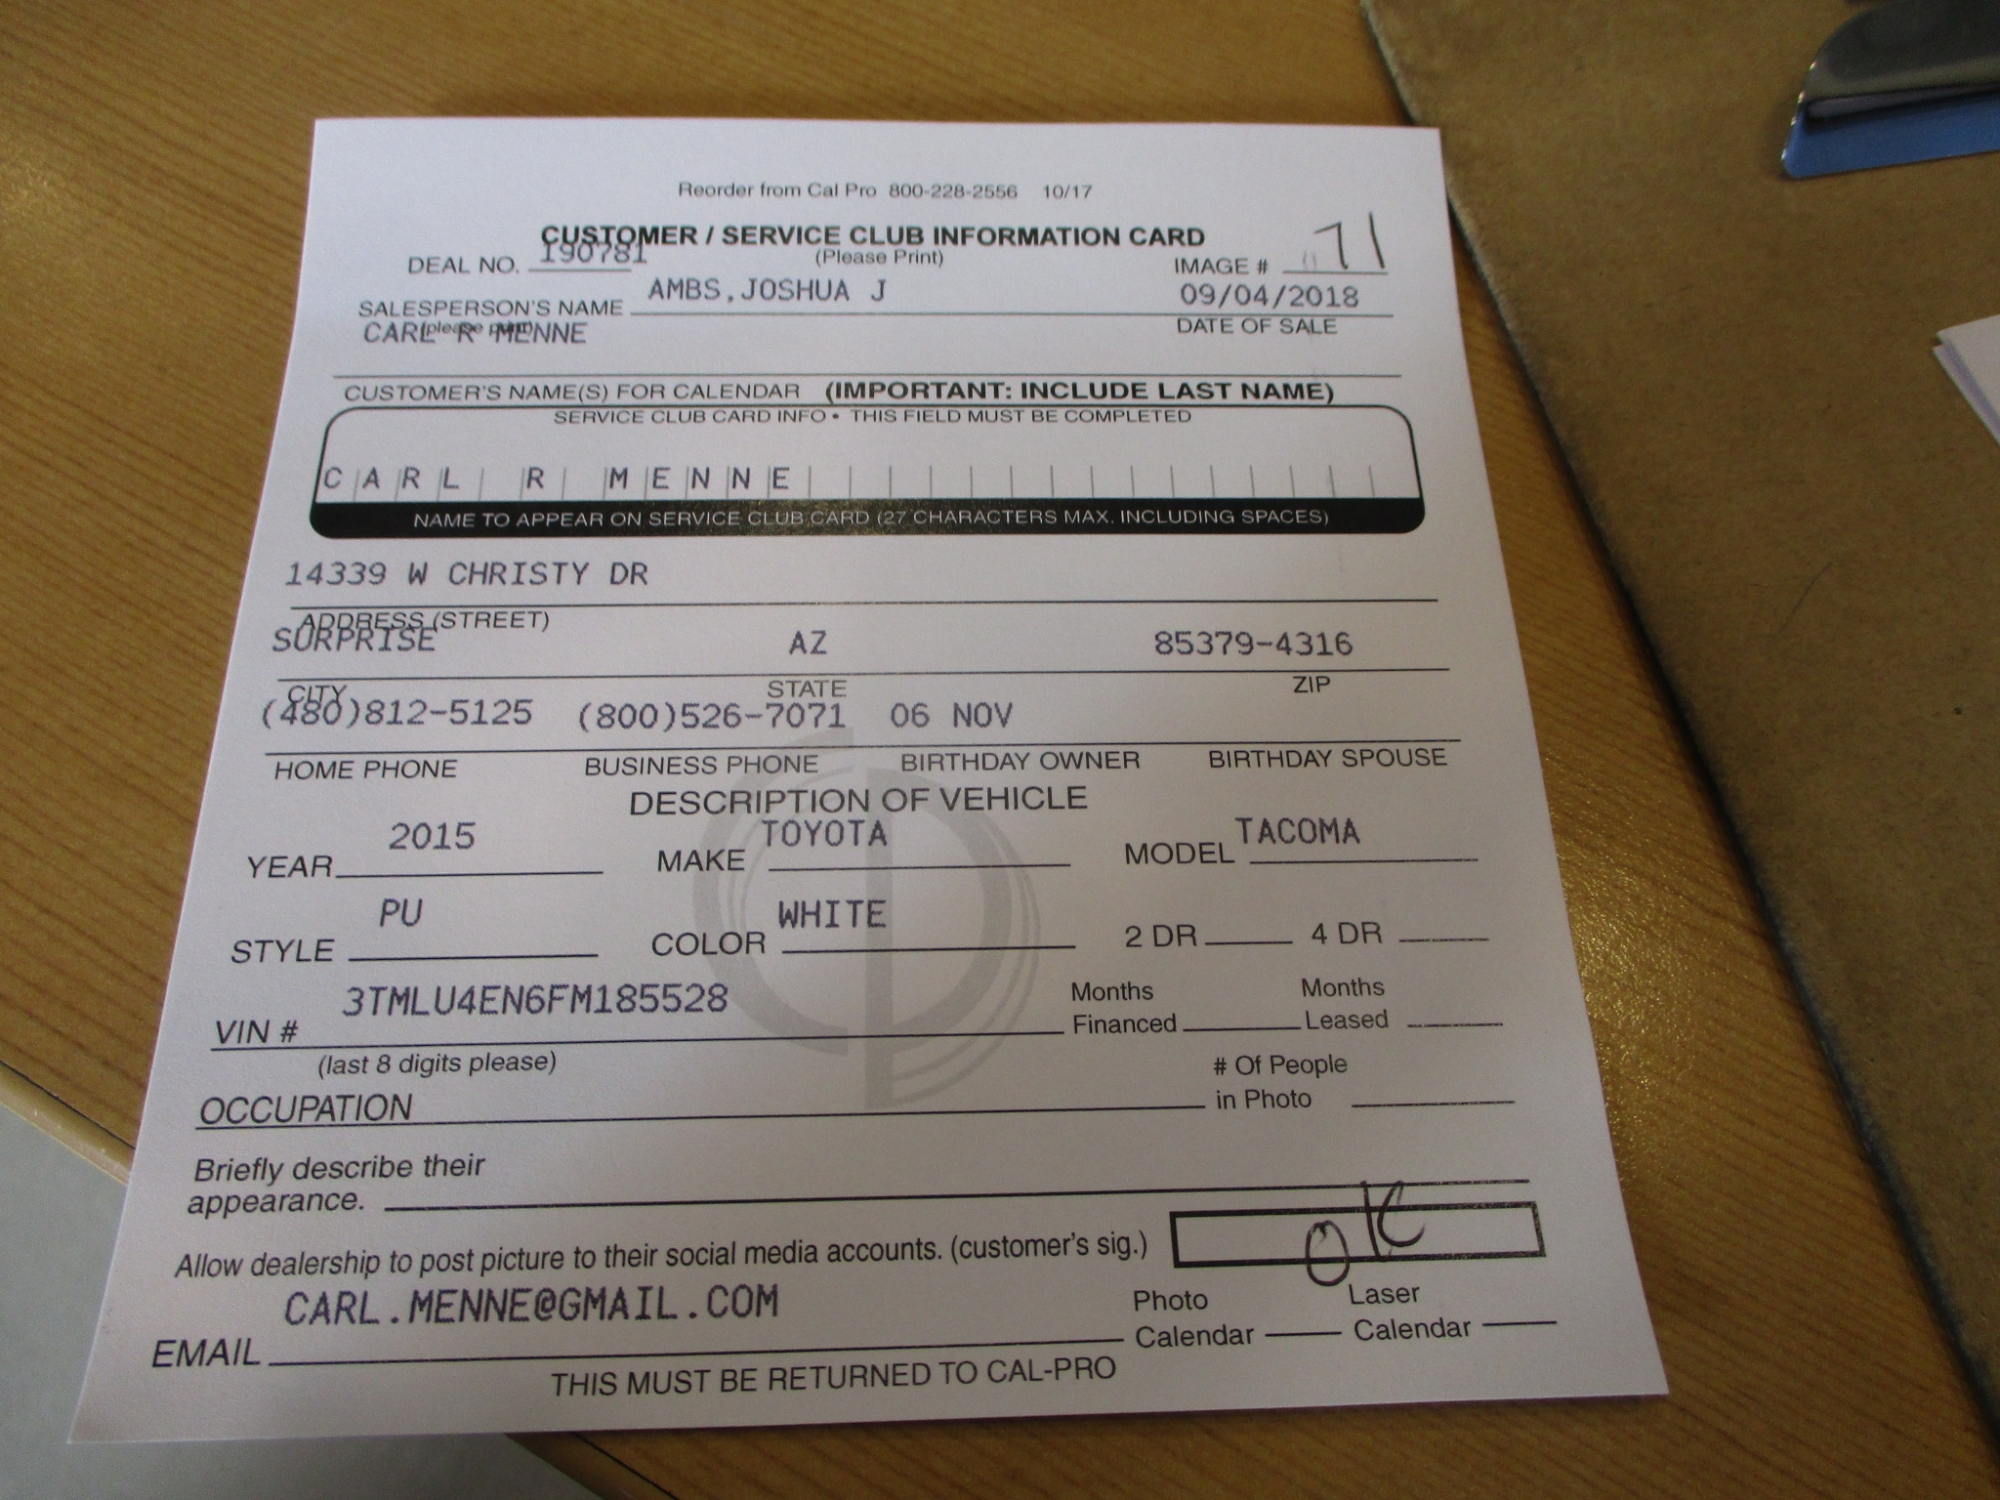 Reorder from Cal Pro 800-228-2556 10/17
CUSTOMER / SERVICE CLUB INFORMATION CARD
(Please Print)
DEAL NO. 190781
IMAGE # 71
SALESPERSON'S NAME AMBS,JOSHUA J 09/04/2018
(please print) DATE OF SALE
CARL R MENNE
CUSTOMER'S NAME(S) FOR CALENDAR (IMPORTANT: INCLUDE LAST NAME)
SERVICE CLUB CARD INFO • THIS FIELD MUST BE COMPLETED
CARL R MENNE
NAME TO APPEAR ON SERVICE CLUB CARD (27 CHARACTERS MAX. INCLUDING SPACES)
14339 W CHRISTY DR
ADDRESS (STREET)
SURPRISE AZ 85379-4316
CITY STATE ZIP
(480)812-5125 (800)526-7071 06 NOV
HOME PHONE BUSINESS PHONE BIRTHDAY OWNER BIRTHDAY SPOUSE
DESCRIPTION OF VEHICLE
YEAR 2015 MAKE TOYOTA MODEL TACOMA
STYLE PU COLOR WHITE 2 DR 4 DR
VIN # 3TMLU4EN6FM185528 Months Financed Months Leased
(last 8 digits please)
OCCUPATION # Of People in Photo
Briefly describe their
appearance.
Allow dealership to post picture to their social media accounts. (customer's sig.) OK
EMAIL CARL.MENNE@GMAIL.COM Photo Calendar Laser Calendar
THIS MUST BE RETURNED TO CAL-PRO